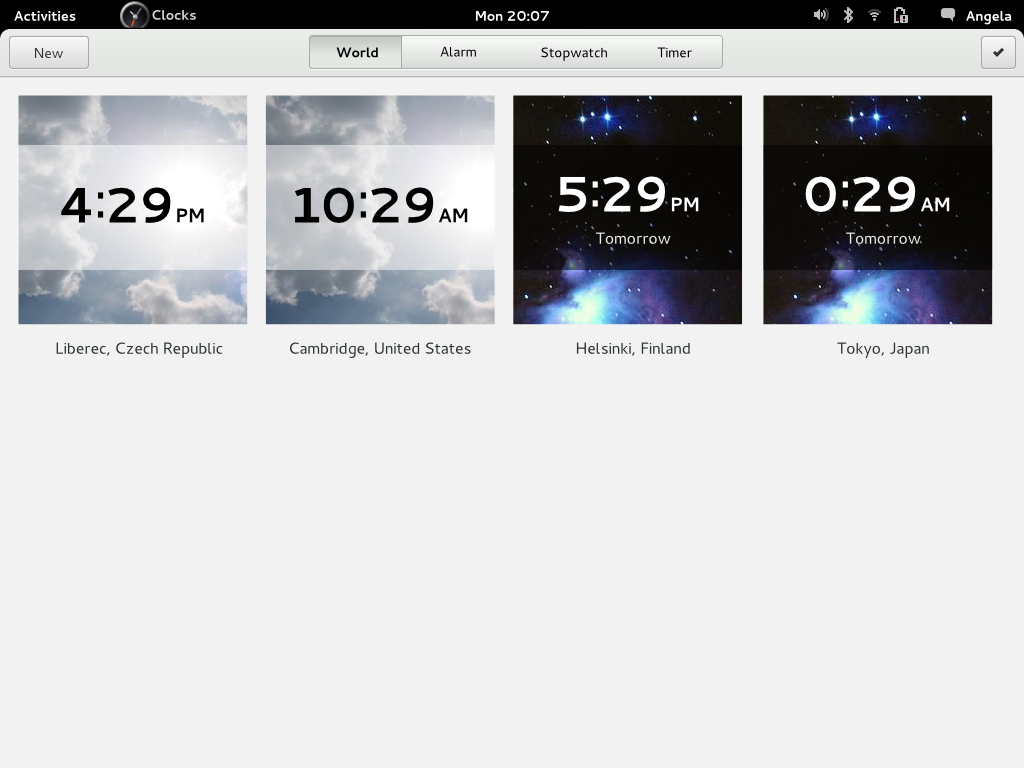 Activities Clocks Mon 20:07 Angela
New World Alarm Stopwatch Timer
4:29 PM
Liberec, Czech Republic
10:29 AM
Cambridge, United States
5:29 PM
Tomorrow
Helsinki, Finland
0:29 AM
Tomorrow
Tokyo, Japan